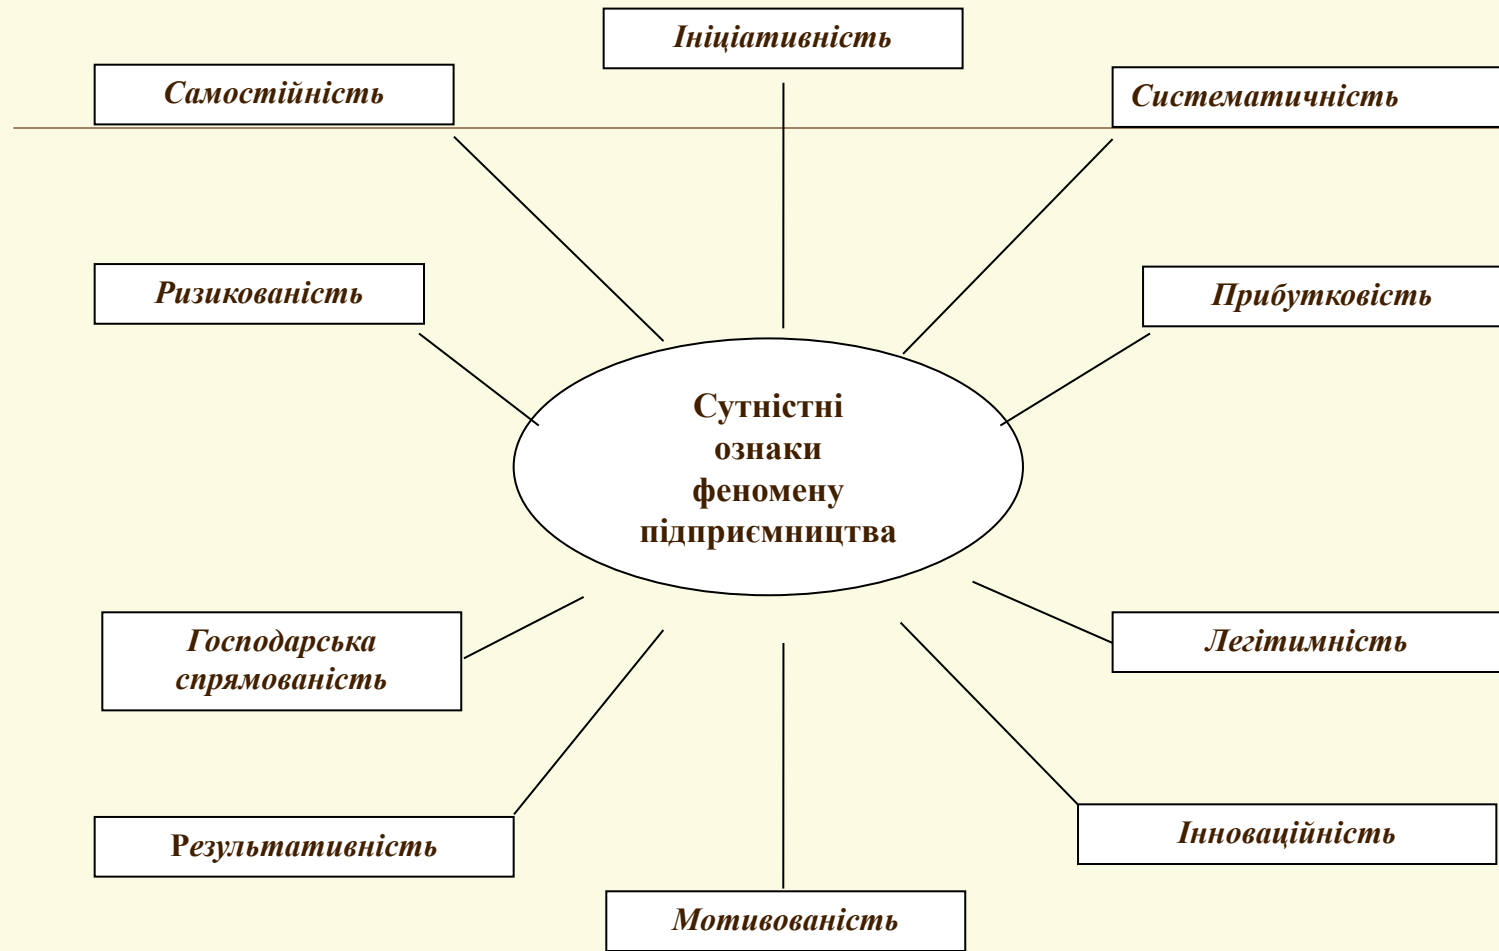 Ініціативність
Самостійність
Систематичність
Ризикованість
Прибутковість
Сутністні
ознаки
феномену
підприємництва
Господарська
спрямованість
Легітимність
Результативність
Інноваційність
Мотивованість